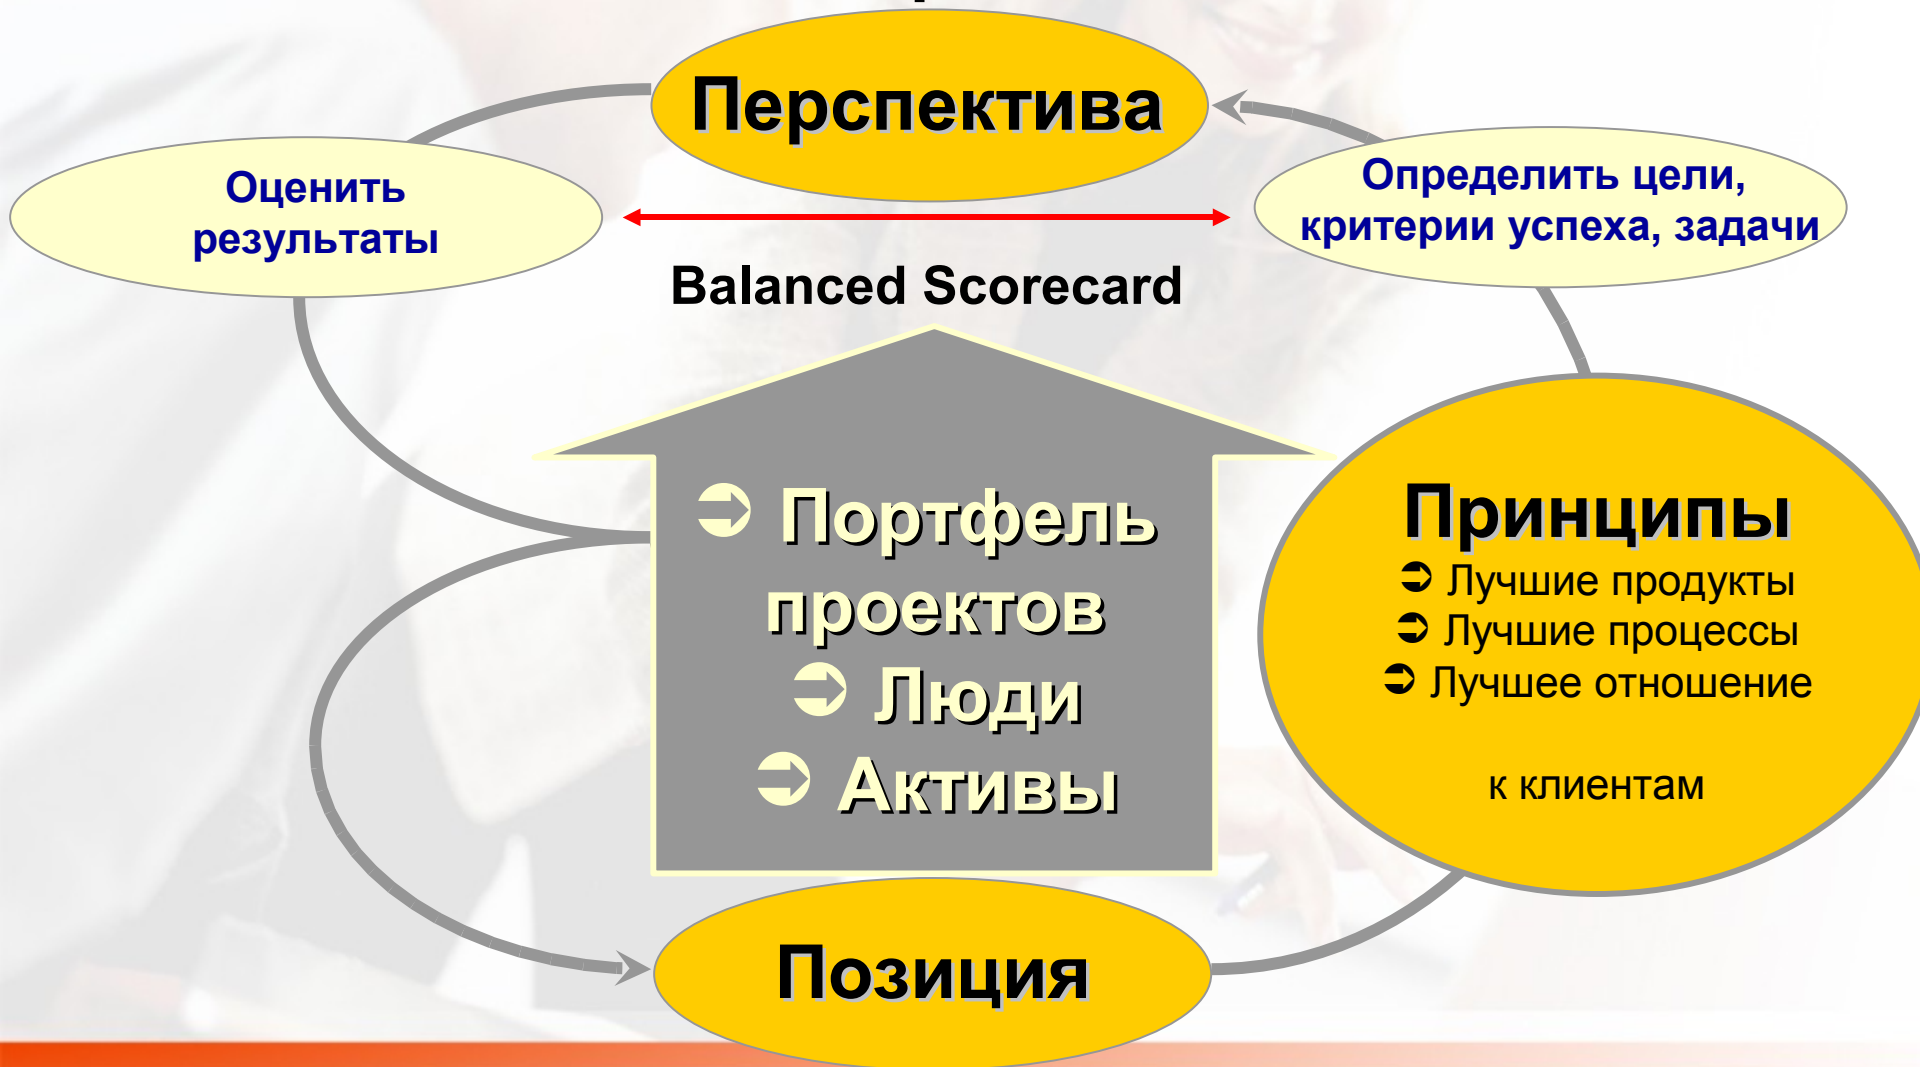 Перспектива
Оценить
результаты
Определить цели,
критерии успеха, задачи
Balanced Scorecard
➲ Портфель
проектов
➲ Люди
➲ Активы
Принципы
➲ Лучшие продукты
➲ Лучшие процессы
➲ Лучшее отношение
к клиентам
Позиция